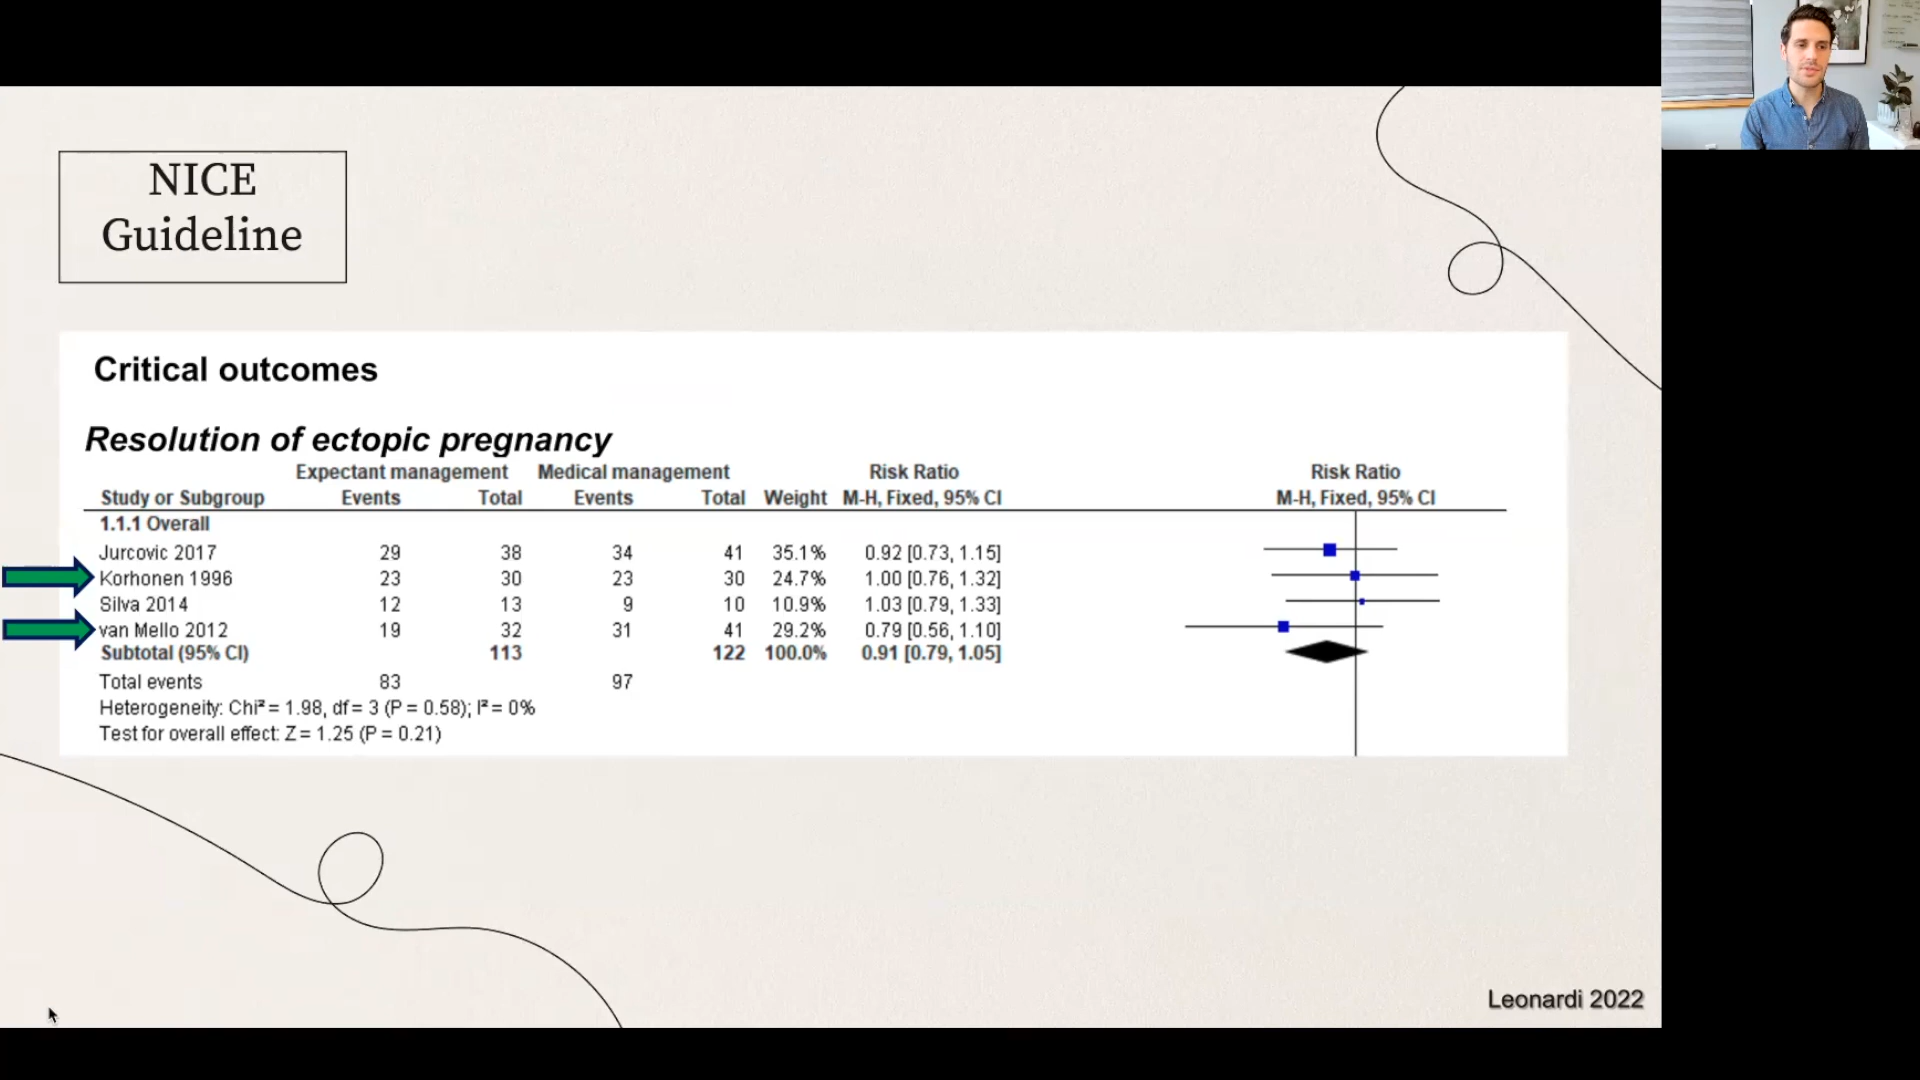 NICE
Guideline
Critical outcomes
Resolution of ectopic pregnancy
Expectant management Medical management Risk Ratio Risk Ratio
Study or Subgroup Events Total Events Total Weight M-H, Fixed, 95% CI M-H, Fixed, 95% CI
1.1.1 Overall
Jurcovic 2017 29 38 34 41 35.1% 0.92 [0.73, 1.15]
Korhonen 1996 23 30 23 30 24.7% 1.00 [0.76, 1.32]
Silva 2014 12 13 9 10 10.9% 1.03 [0.79, 1.33]
van Mello 2012 19 32 31 41 29.2% 0.79 [0.56, 1.10]
Subtotal (95% CI) 113 122 100.0% 0.91 [0.79, 1.05]
Total events 83 97
Heterogeneity: Chi² = 1.98, df = 3 (P = 0.58); I² = 0%
Test for overall effect: Z = 1.25 (P = 0.21)
Leonardi 2022